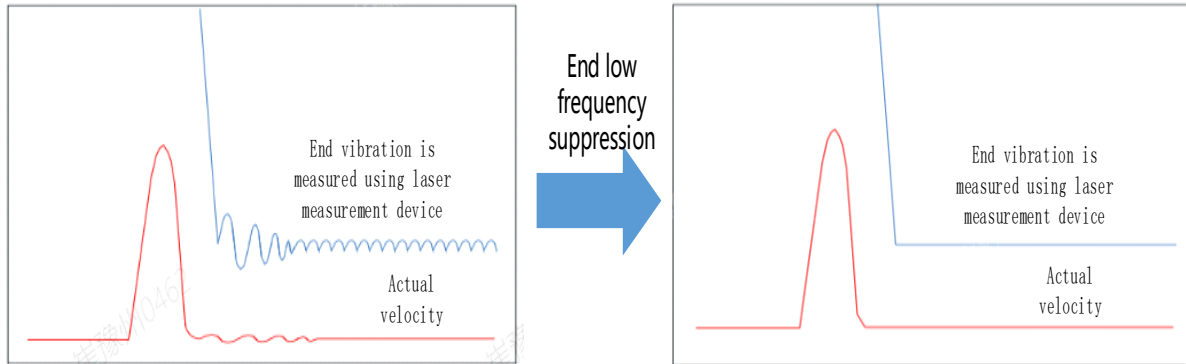 End vibration is
measured using laser
measurement device
Actual
velocity
End low
frequency
suppression
End vibration is
measured using laser
measurement device
Actual
velocity